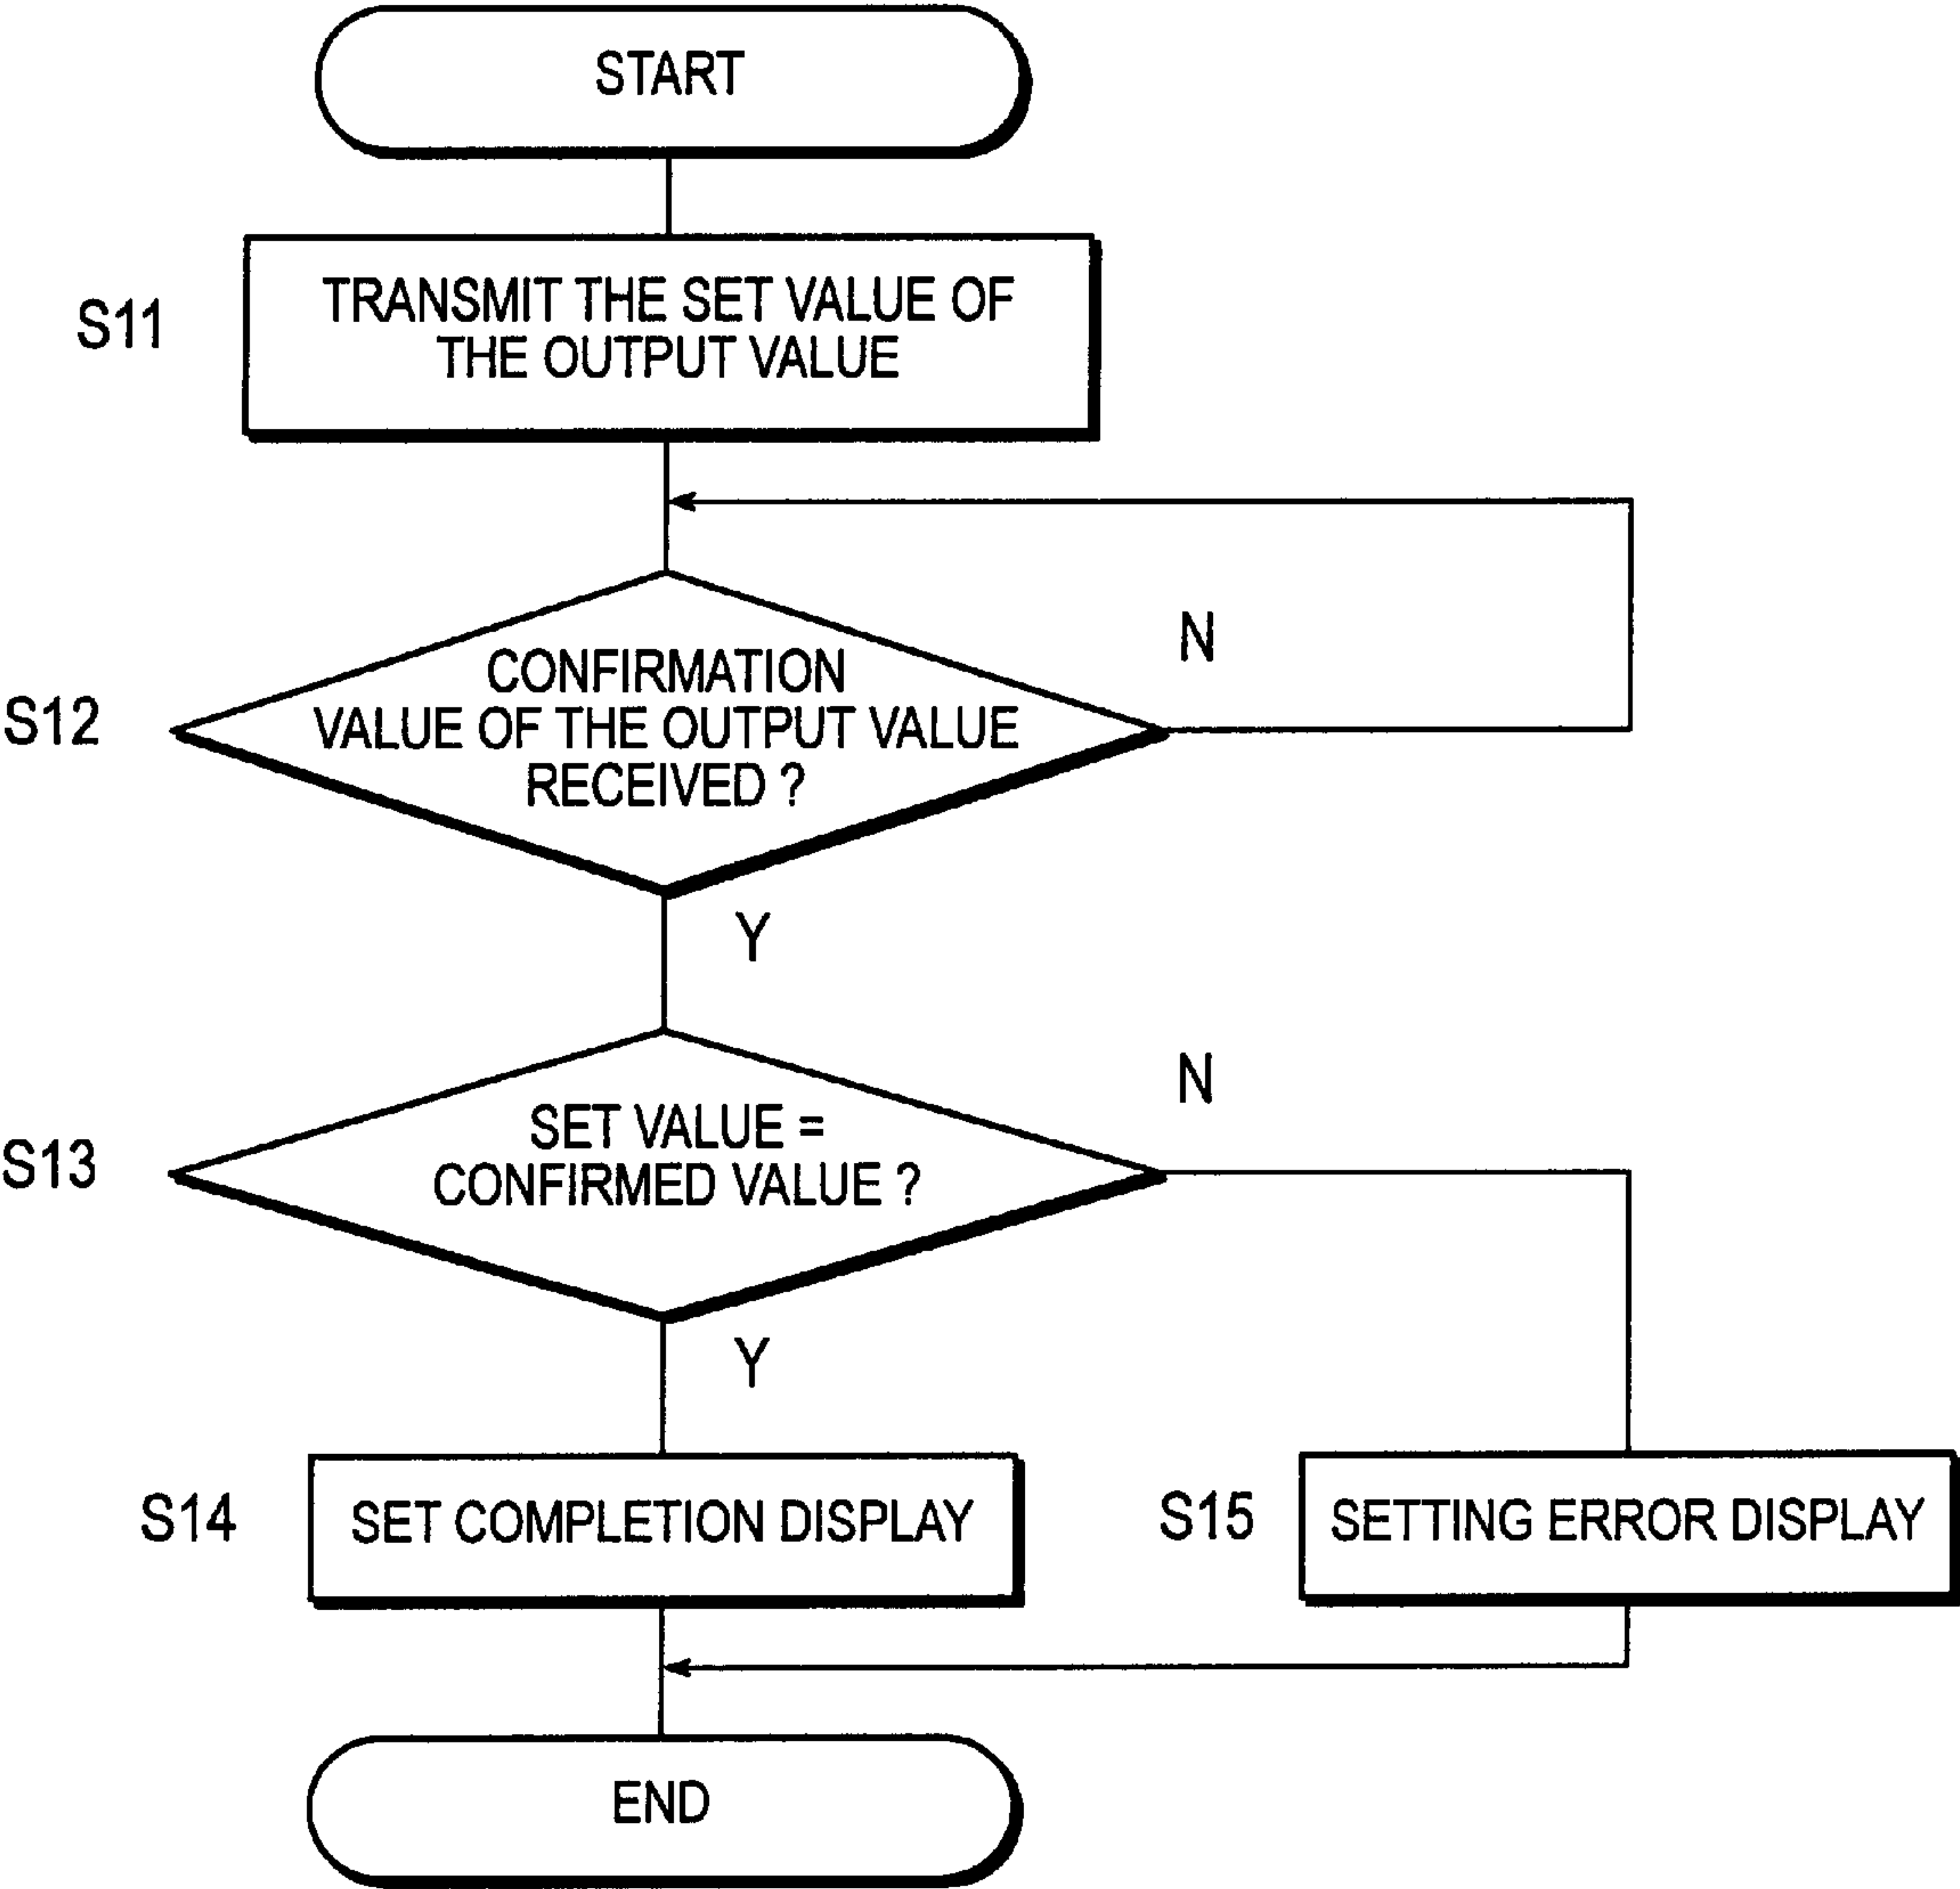 START
S11
TRANSMIT THE SET VALUE OF
THE OUTPUT VALUE
S12
CONFIRMATION
VALUE OF THE OUTPUT VALUE
RECEIVED ?
N
Y
S13
SET VALUE =
CONFIRMED VALUE ?
N
Y
S14
SET COMPLETION DISPLAY
S15
SETTING ERROR DISPLAY
END